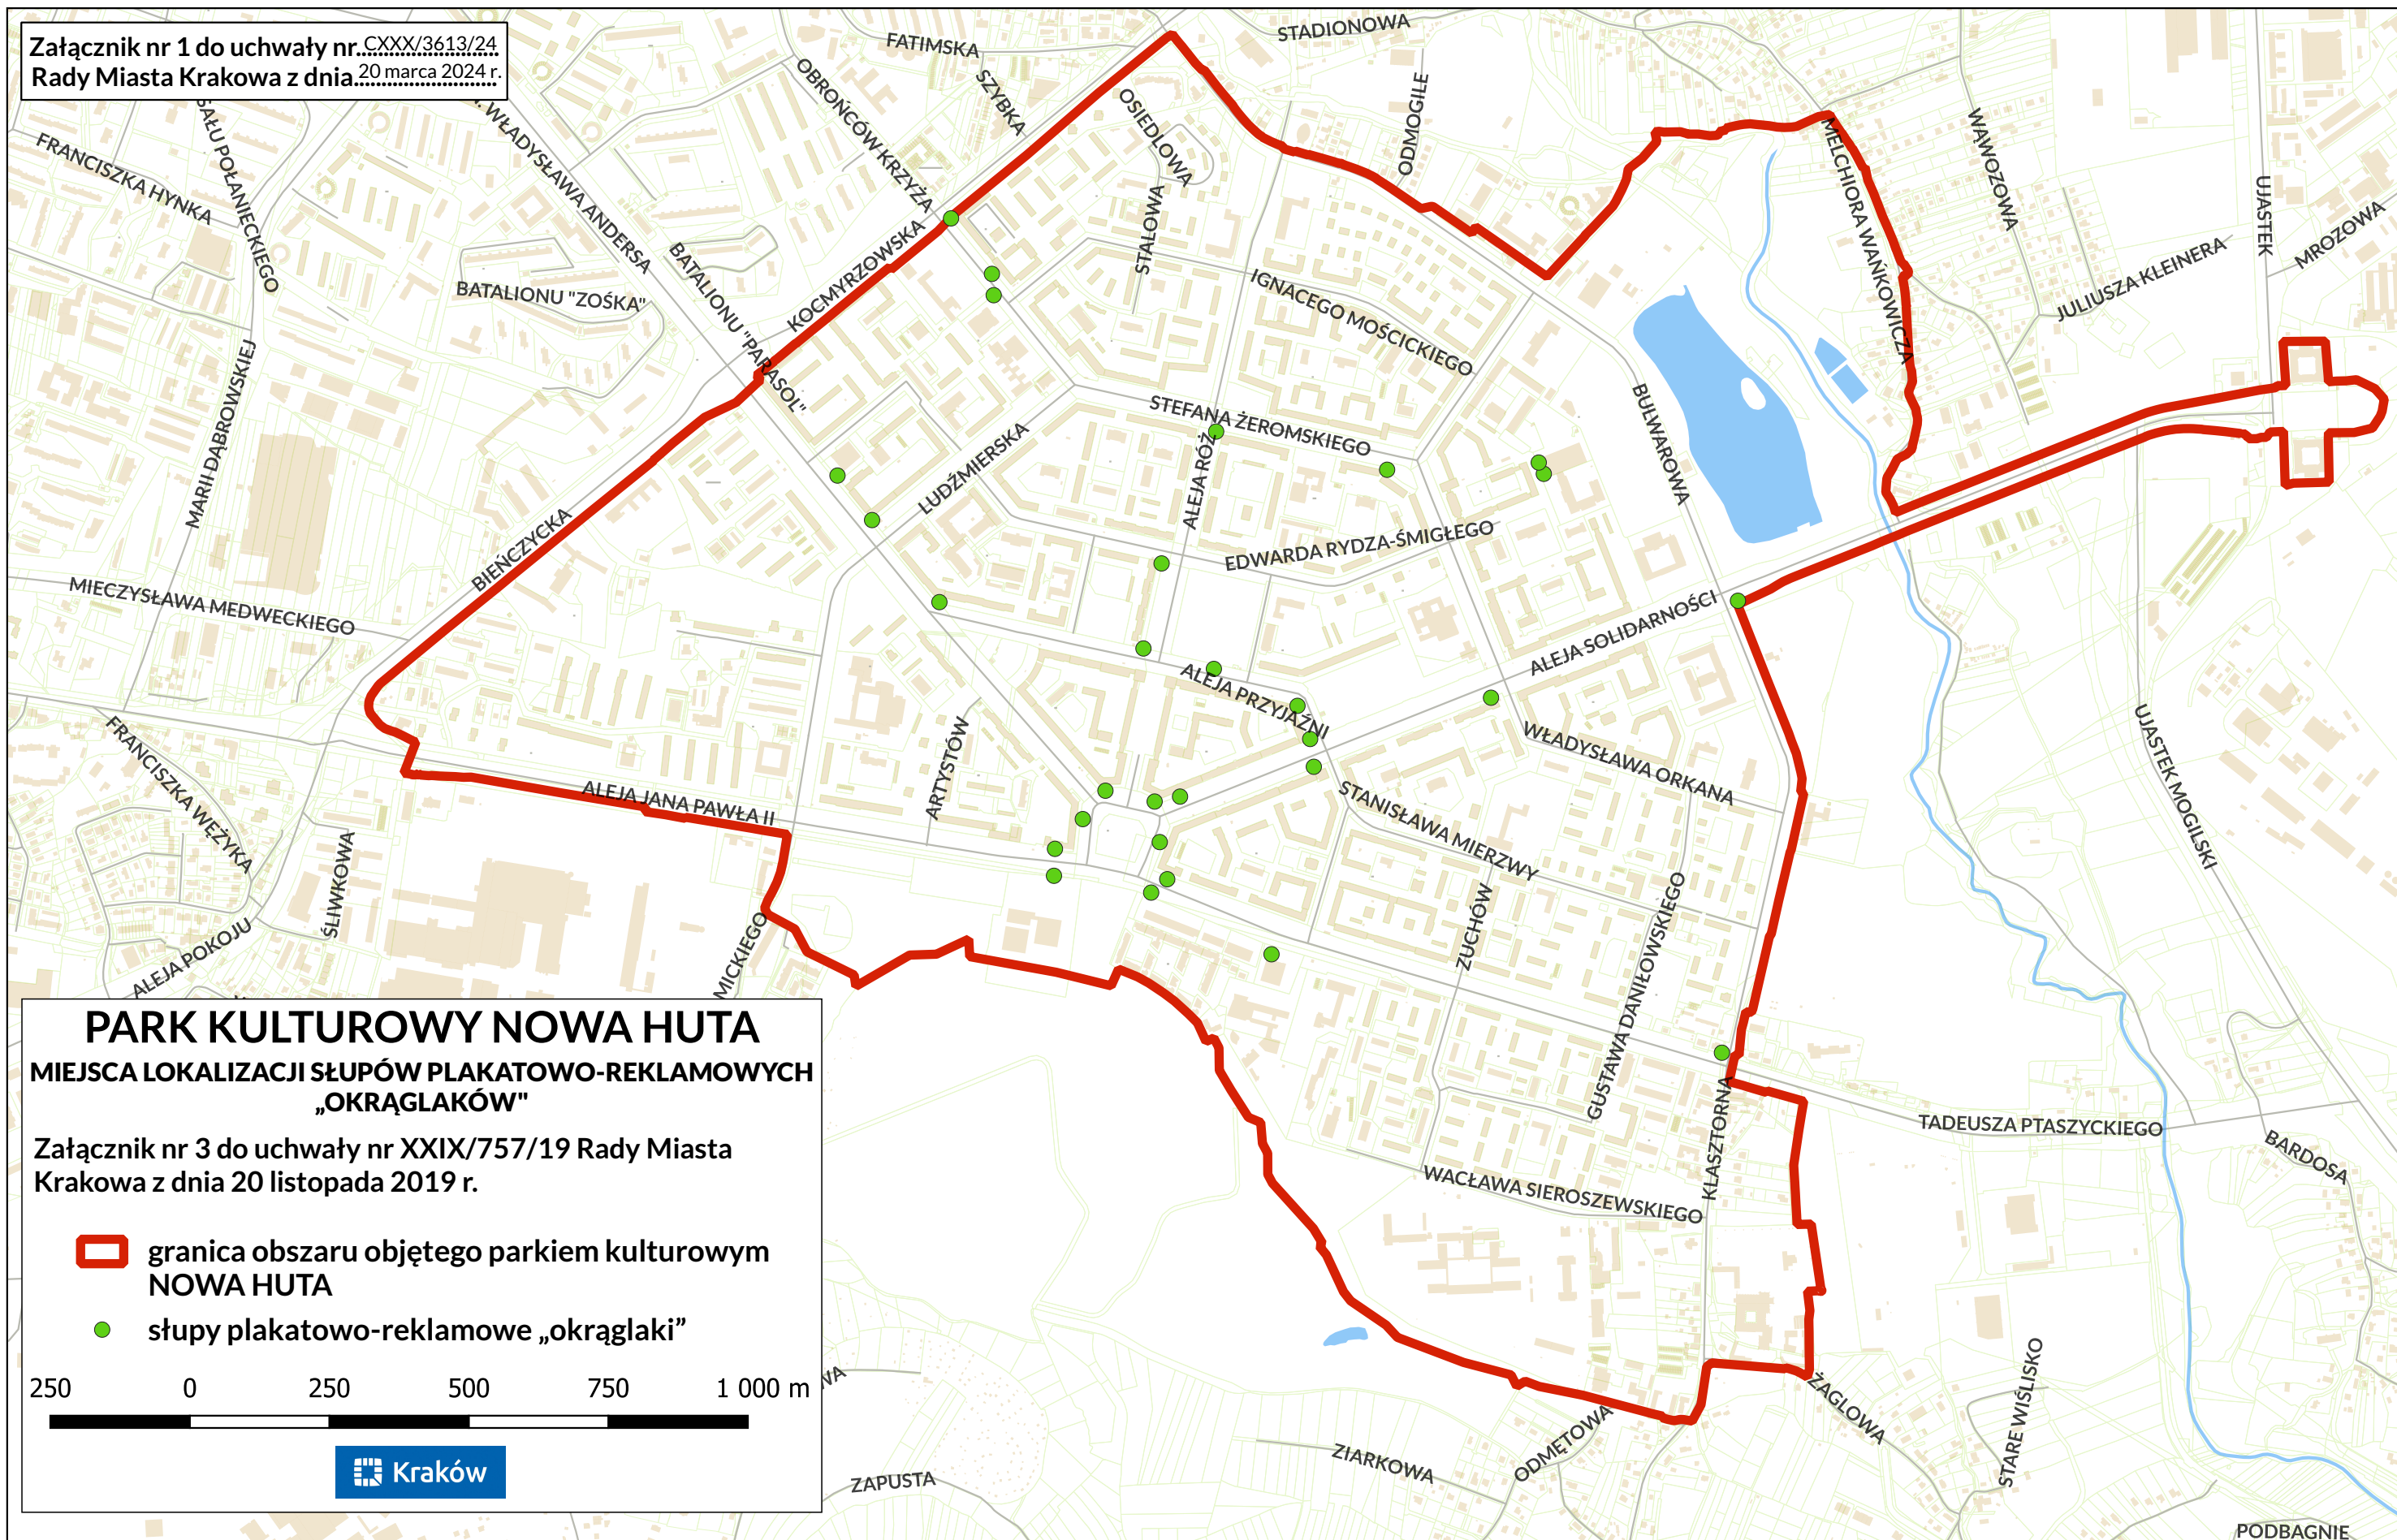 Załącznik nr 1 do uchwały nr CXXX/3613/24
Rady Miasta Krakowa z dnia 20 marca 2024 r.
FATIMSKA
STADIONOWA
OBROŃCÓW KRZYŻA
SZYBKA
OSIEDLOWA
ODMOGILE
STALOWA
WŁADYSŁAWA ANDERSA
FRANCISZKA HYNKA
POŁANIECKIEGO
MELCHIORA WAŃKOWICZA
WĄWOZOWA
UJASTEK
MROZOWA
JULIUSZA KLEINERA
BATALIONU "ZOŚKA"
BATALIONU "PARASOL"
KOCMYRZOWSKA
IGNACEGO MOŚCICKIEGO
MARII DĄBROWSKIEJ
STEFANA ŻEROMSKIEGO
BULWAROWA
LUDŹMIERSKA
ALEJA RÓŻ
BIEŃCZYCKA
EDWARDA RYDZA-ŚMIGŁEGO
MIECZYSŁAWA MEDWECKIEGO
ALEJA SOLIDARNOŚCI
ALEJA PRZYJAŹNI
FRANCISZKA WĘŻYKA
ARTYSTÓW
WŁADYSŁAWA ORKANA
UJASTEK MOGILSKI
ALEJA JANA PAWŁA II
STANISŁAWA MIERZWY
ŚLIWKOWA
ZUCHÓW
GUSTAWA DANIŁOWSKIEGO
ALEJA POKOJU
MICKIEGO
KLASZTORNA
TADEUSZA PTASZYCKIEGO
BARDOSA
WACŁAWA SIEROSZEWSKIEGO
ŻAGLOWA
STARE WIŚLISKO
ODMĘTOWA
ZIARKOWA
ZAPUSTA
WA
PODBAGNIE
PARK KULTUROWY NOWA HUTA
MIEJSCA LOKALIZACJI SŁUPÓW PLAKATOWO-REKLAMOWYCH
„OKRĄGLAKÓW"
Załącznik nr 3 do uchwały nr XXIX/757/19 Rady Miasta
Krakowa z dnia 20 listopada 2019 r.
granica obszaru objętego parkiem kulturowym
NOWA HUTA
słupy plakatowo-reklamowe „okrąglaki”
250 0 250 500 750 1 000 m
Kraków